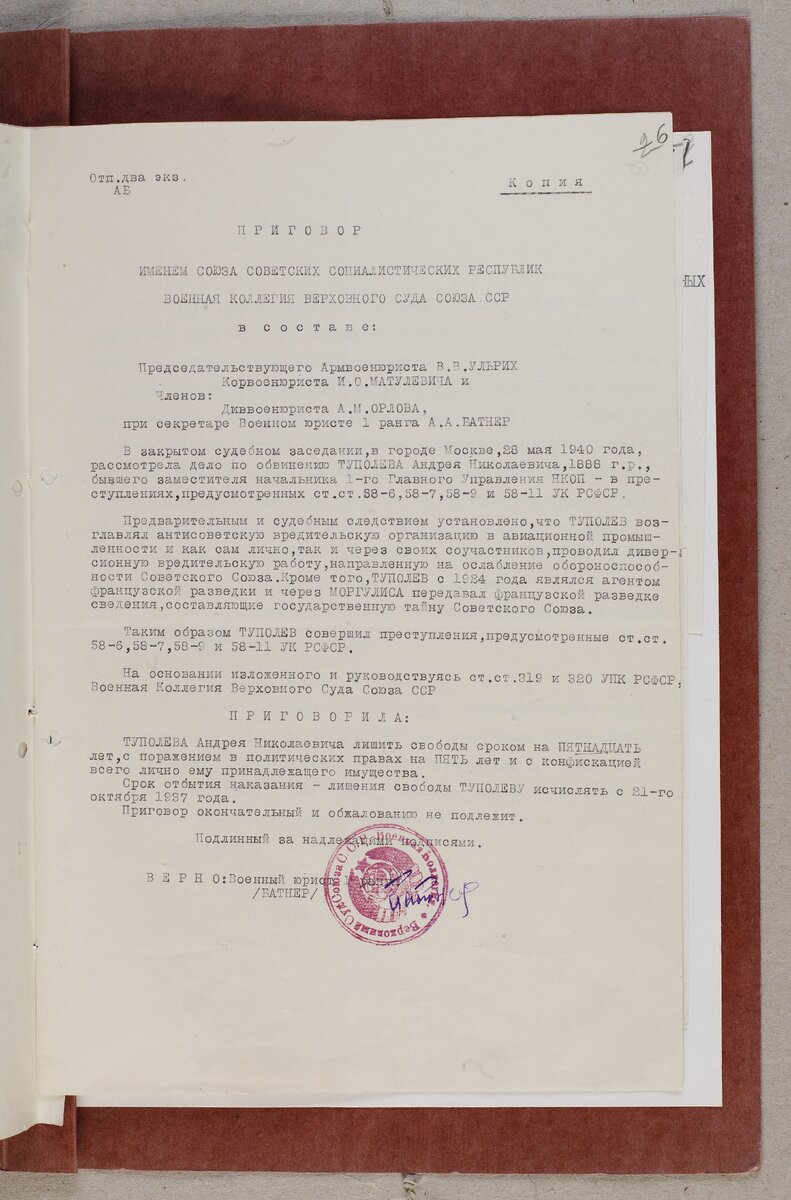 26.
Отп.два экз.
АБ
К о п и я
П Р И Г О В О Р
ИМЕНЕМ СОЮЗА СОВЕТСКИХ СОЦИАЛИСТИЧЕСКИХ РЕСПУБЛИК
ВОЕННАЯ КОЛЛЕГИЯ ВЕРХОВНОГО СУДА СОЮЗА ССР
в с о с т а в е:
Председательствующего Армвоенюриста В.В.УЛЬРИХ
Корвоенюриста И.О.МАТУЛЕВИЧА и
Членов:
Диввоенюриста А.М.ОРЛОВА,
при секретаре Военном юристе 1 ранга А.А.БАТНЕР
В закрытом судебном заседании,в городе Москве,28 мая 1940 года,
рассмотрела дело по обвинению ТУПОЛЕВА Андрея Николаевича,1888 г.р.,
бывшего заместителя начальника 1-го Главного Управления НКОП - в пре-
ступлениях,предусмотренных ст.ст.58-6,58-7,58-9 и 58-11 УК РСФСР.
Предварительным и судебным следствием установлено,что ТУПОЛЕВ воз-
главлял антисоветскую вредительскую организацию в авиационной промыш-
ленности и как сам лично,так и через своих соучастников,проводил дивер-
сионную вредительскую работу,направленную на ослабление обороноспособ-
ности Советского Союза.Кроме того,ТУПОЛЕВ с 1924 года являлся агентом
французской разведки и через МОРГУЛИСА передавал французской разведке
сведения,составляющие государственную тайну Советского Союза.
Таким образом ТУПОЛЕВ совершил преступления,предусмотренные ст.ст.
58-6,58-7,58-9 и 58-11 УК РСФСР.
На основании изложенного и руководствуясь ст.ст.319 и 320 УПК РСФСР,
Военная Коллегия Верховного Суда Союза ССР
П Р И Г О В О Р И Л А:
ТУПОЛЕВА Андрея Николаевича лишить свободы сроком на ПЯТНАДЦАТЬ
лет,с поражением в политических правах на ПЯТЬ лет и с конфискацией
всего лично ему принадлежащего имущества.
Срок отбытия наказания - лишения свободы ТУПОЛЕВУ исчислять с 21-го
октября 1937 года.
Приговор окончательный и обжалованию не подлежит.
Подлинный за надлежащими подписями.
В Е Р Н О:Военный юрист
/БАТНЕР/
Верховный Суд Союза С.С.Р. Военная Коллегия
ных